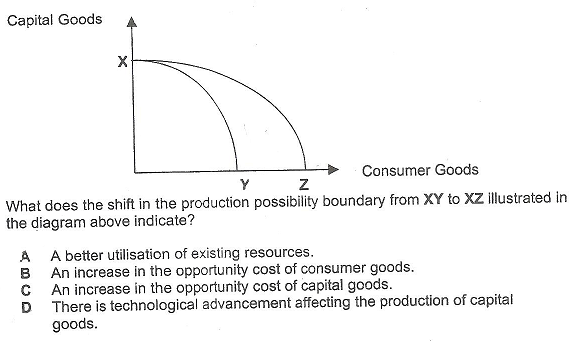 Capital Goods
X
Consumer Goods
Y Z
What does the shift in the production possibility boundary from XY to XZ illustrated in
the diagram above indicate?
A A better utilisation of existing resources.
B An increase in the opportunity cost of consumer goods.
C An increase in the opportunity cost of capital goods.
D There is technological advancement affecting the production of capital
goods.